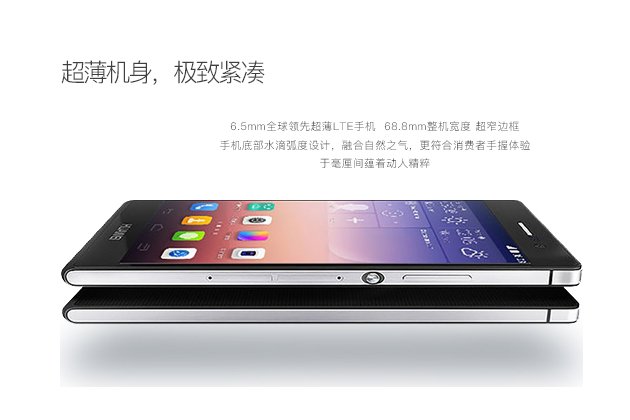 超薄机身，极致紧凑
6.5mm全球领先超薄LTE手机 68.8mm整机宽度 超窄边框
手机底部水滴弧度设计，融合自然之气，更符合消费者手握体验
于毫厘间蕴着动人精粹